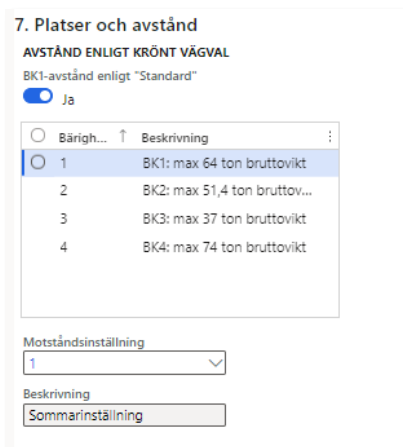 7. Platser och avstånd
AVSTÅND ENLIGT KRÖNT VÄGVAL
BK1-avstånd enligt "Standard"
Ja
Bärigh... ↑ Beskrivning
1 BK1: max 64 ton bruttovikt
2 BK2: max 51,4 ton bruttov...
3 BK3: max 37 ton bruttovikt
4 BK4: max 74 ton bruttovikt
Motståndsinställning
1
Beskrivning
Sommarinställning